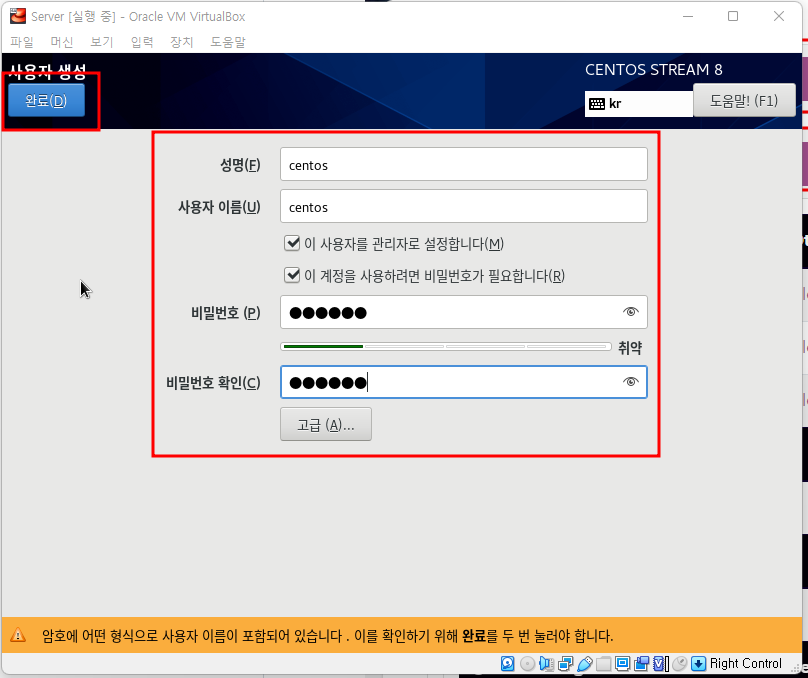 Server [실행 중] - Oracle VM VirtualBox
파일 머신 보기 입력 장치 도움말
사용자 생성
CENTOS STREAM 8
완료(D)
kr
도움말! (F1)
성명(F)
centos
사용자 이름(U)
centos
이 사용자를 관리자로 설정합니다(M)
이 계정을 사용하려면 비밀번호가 필요합니다(R)
비밀번호 (P)
●●●●●●
취약
비밀번호 확인(C)
●●●●●●
고급 (A)...
암호에 어떤 형식으로 사용자 이름이 포함되어 있습니다 . 이를 확인하기 위해 완료를 두 번 눌러야 합니다.
Right Control